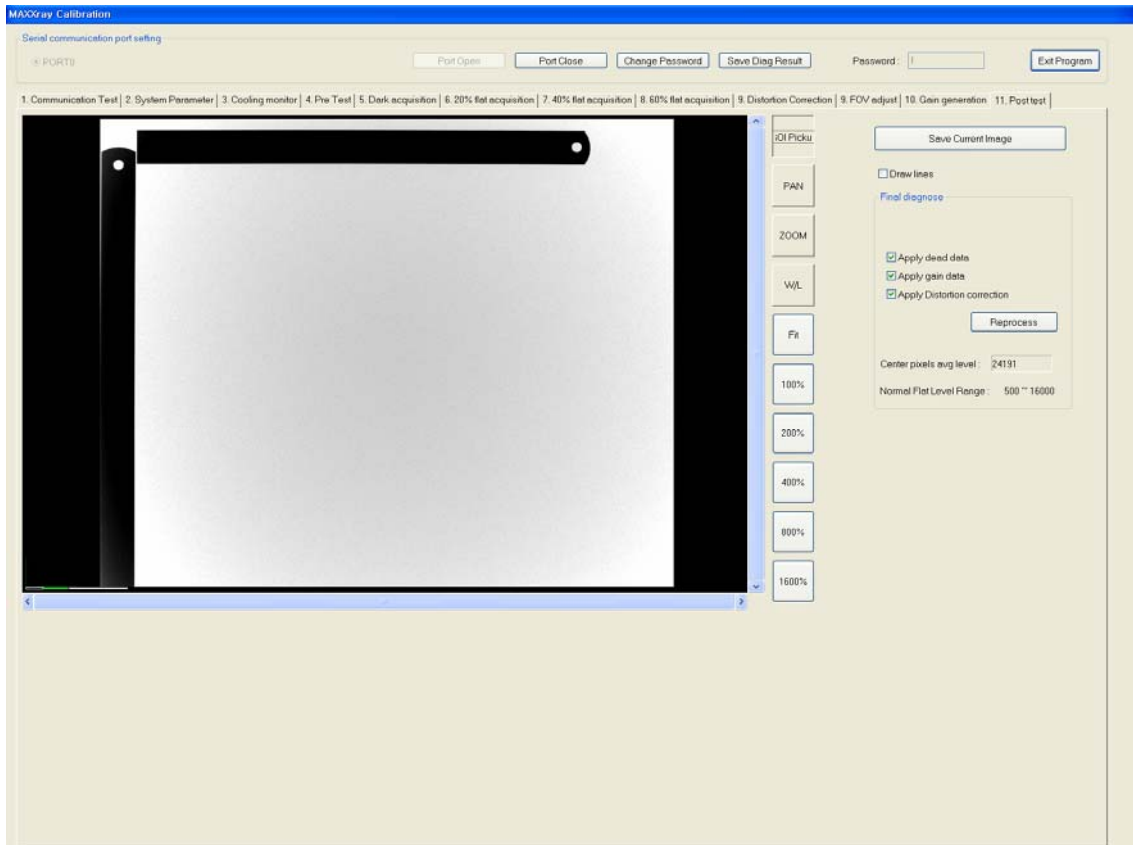 MAXXray Calibration
Serial communication port setting
PORT0
Port Open
Port Close
Change Password
Save Diag Result
Password :
Exit Program
1. Communication Test
2. System Parameter
3. Cooling monitor
4. Pre Test
5. Dark acquisition
6. 20% flat acquisition
7. 40% flat acquisition
8. 60% flat acquisition
9. Distortion Correction
9. FOV adjust
10. Gain generation
11. Post test
OI Picku
Save Current Image
Draw lines
PAN
Final diagnose
ZOOM
Apply dead data
Apply gain data
W/L
Apply Distortion correction
Reprocess
Fit
Center pixels avg level : 24191
100%
Normal Flat Level Range : 500 ~ 16000
200%
400%
800%
1600%